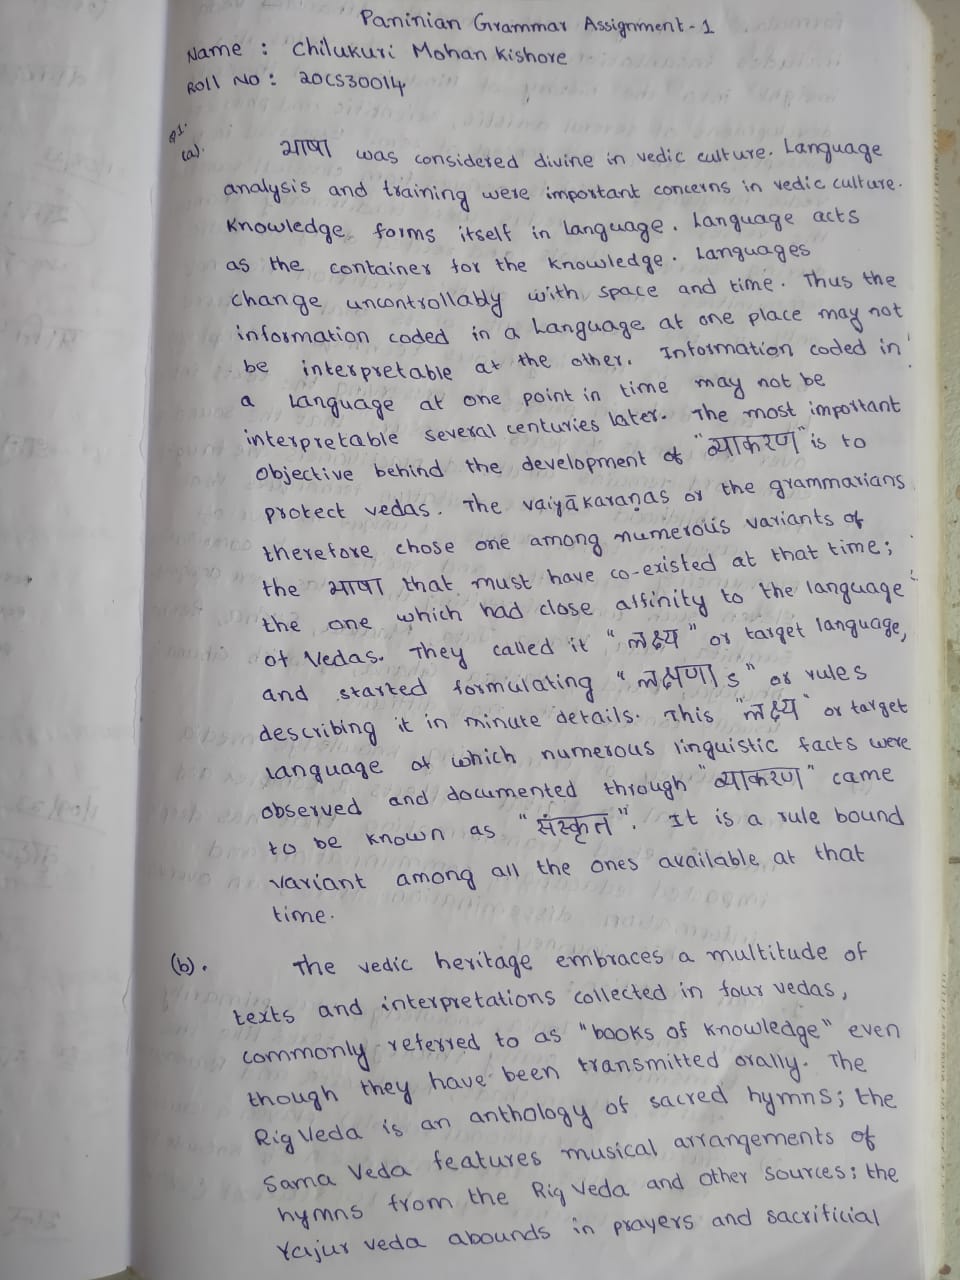 Paninian Grammar Assignment - 1
Name : Chilukuri Mohan Kishore
Roll No : 20CS30014
Q1.
(a). भाषा was considered divine in vedic culture. Language
analysis and training were important concerns in vedic culture.
Knowledge forms itself in language. Language acts
as the container for the knowledge. Languages
change uncontrollably with space and time. Thus the
information coded in a Language at one place may not
be interpretable at the other. Information coded in
a Language at one point in time may not be
interpretable several centuries later. The most important
objective behind the development of "व्याकरण" is to
protect vedas. The vaiyākaraṇas or the grammarians
therefore chose one among numerous variants of
the भाषा that must have co-existed at that time;
the one which had close affinity to the language
of Vedas. They called it "लक्ष्य" or target language,
and started formulating "लक्षणा s" or rules
describing it in minute details. This "लक्ष्य" or target
language of which numerous linguistic facts were
observed and documented through "व्याकरण" came
to be known as "संस्कृत". It is a rule bound
variant among all the ones available at that
time.
(b). The vedic heritage embraces a multitude of
texts and interpretations collected in four vedas,
commonly referred to as "books of knowledge" even
though they have been transmitted orally. The
Rig Veda is an anthology of sacred hymns; the
Sama Veda features musical arrangements of
hymns from the Rig Veda and other sources; the
Yajur veda abounds in prayers and sacrificial